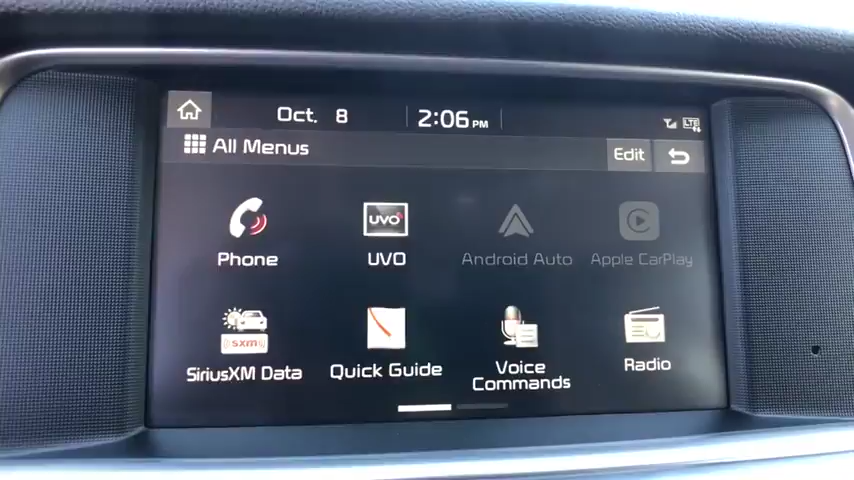 Oct. 8 2:06 PM LTE
All Menus Edit
UVO
Phone UVO Android Auto Apple CarPlay
sxm
SiriusXM Data Quick Guide Voice Commands Radio